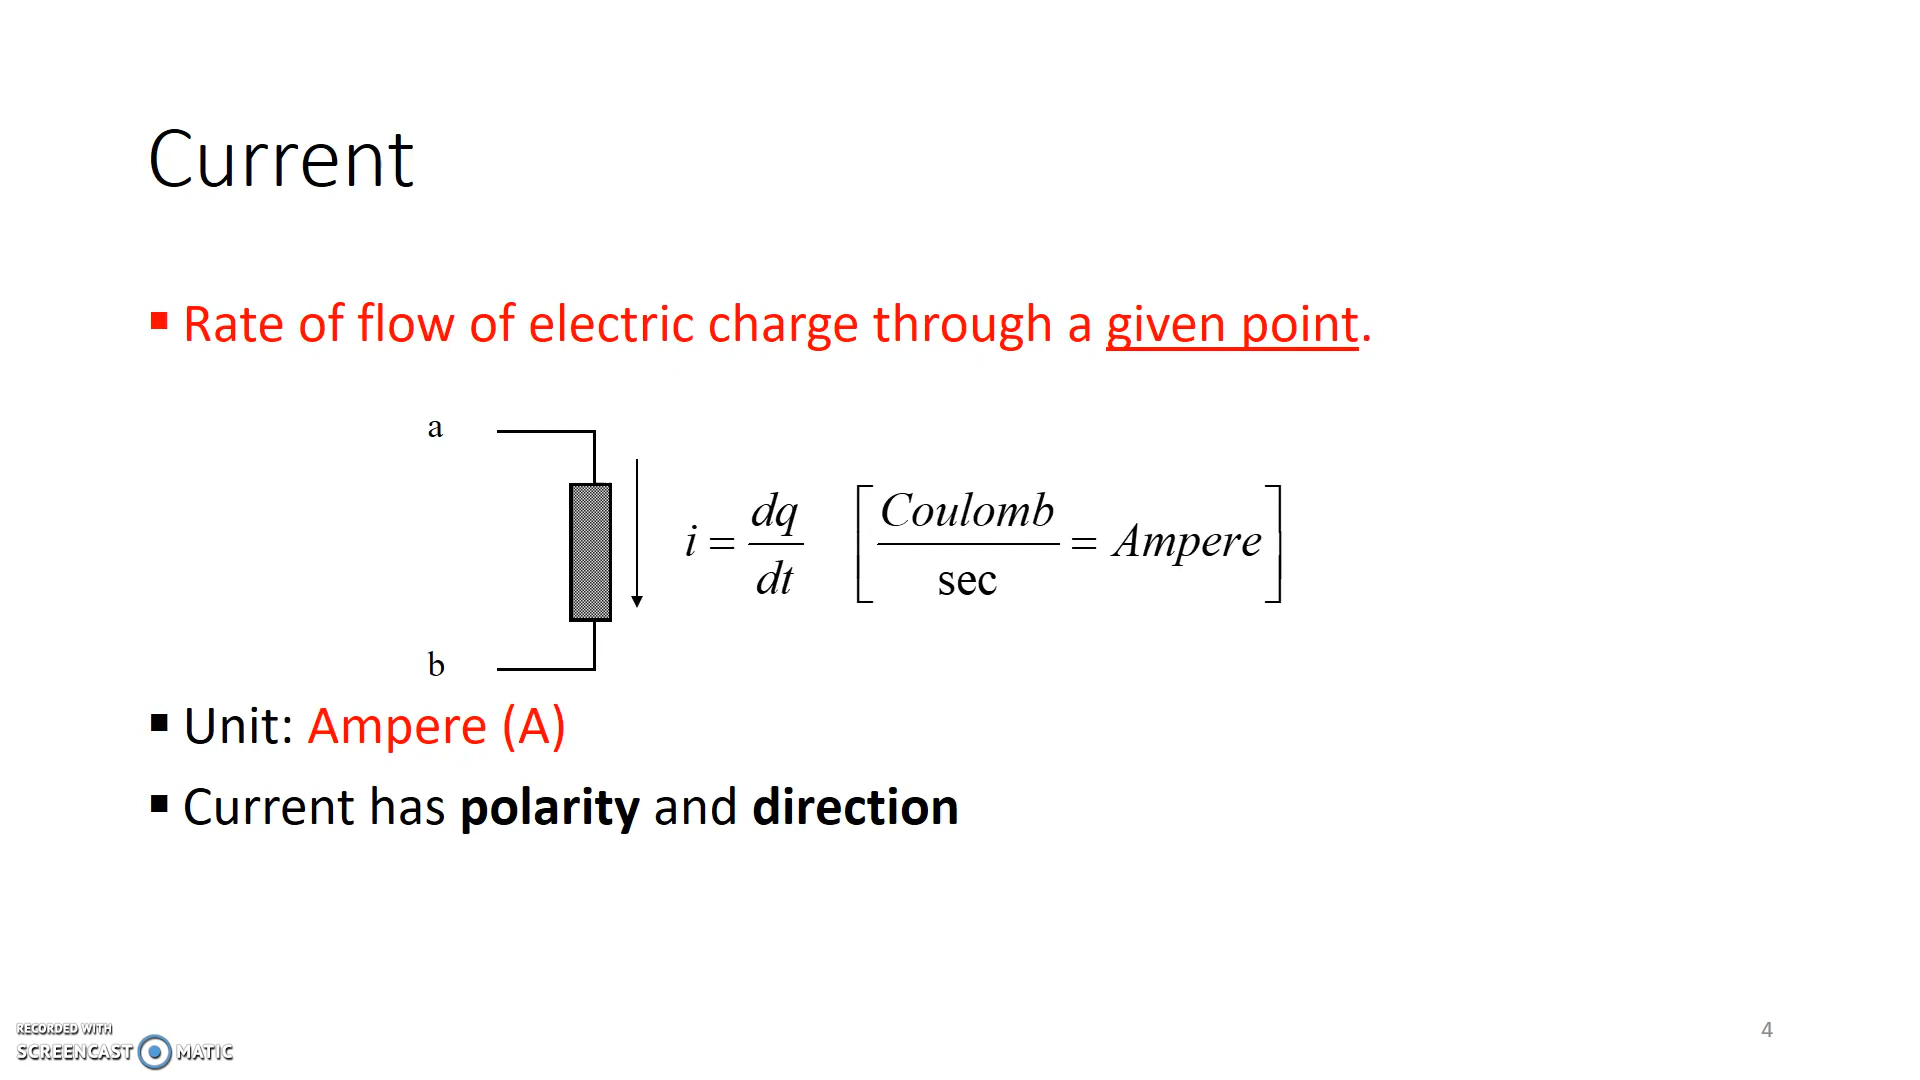 Current
▪ Rate of flow of electric charge through a given point.
a
i = dq/dt [Coulomb/sec = Ampere]
b
▪ Unit: Ampere (A)
▪ Current has polarity and direction
RECORDED WITH
SCREENCAST MATIC
4